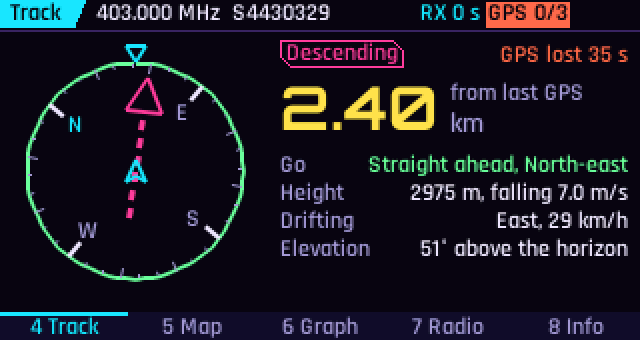 Track 403.000 MHz S4430329 RX 0 s GPS 0/3
Descending GPS lost 35 s
2.40 km from last GPS
N
E
W
S
Go Straight ahead, North-east
Height 2975 m, falling 7.0 m/s
Drifting East, 29 km/h
Elevation 51° above the horizon
4 Track 5 Map 6 Graph 7 Radio 8 Info